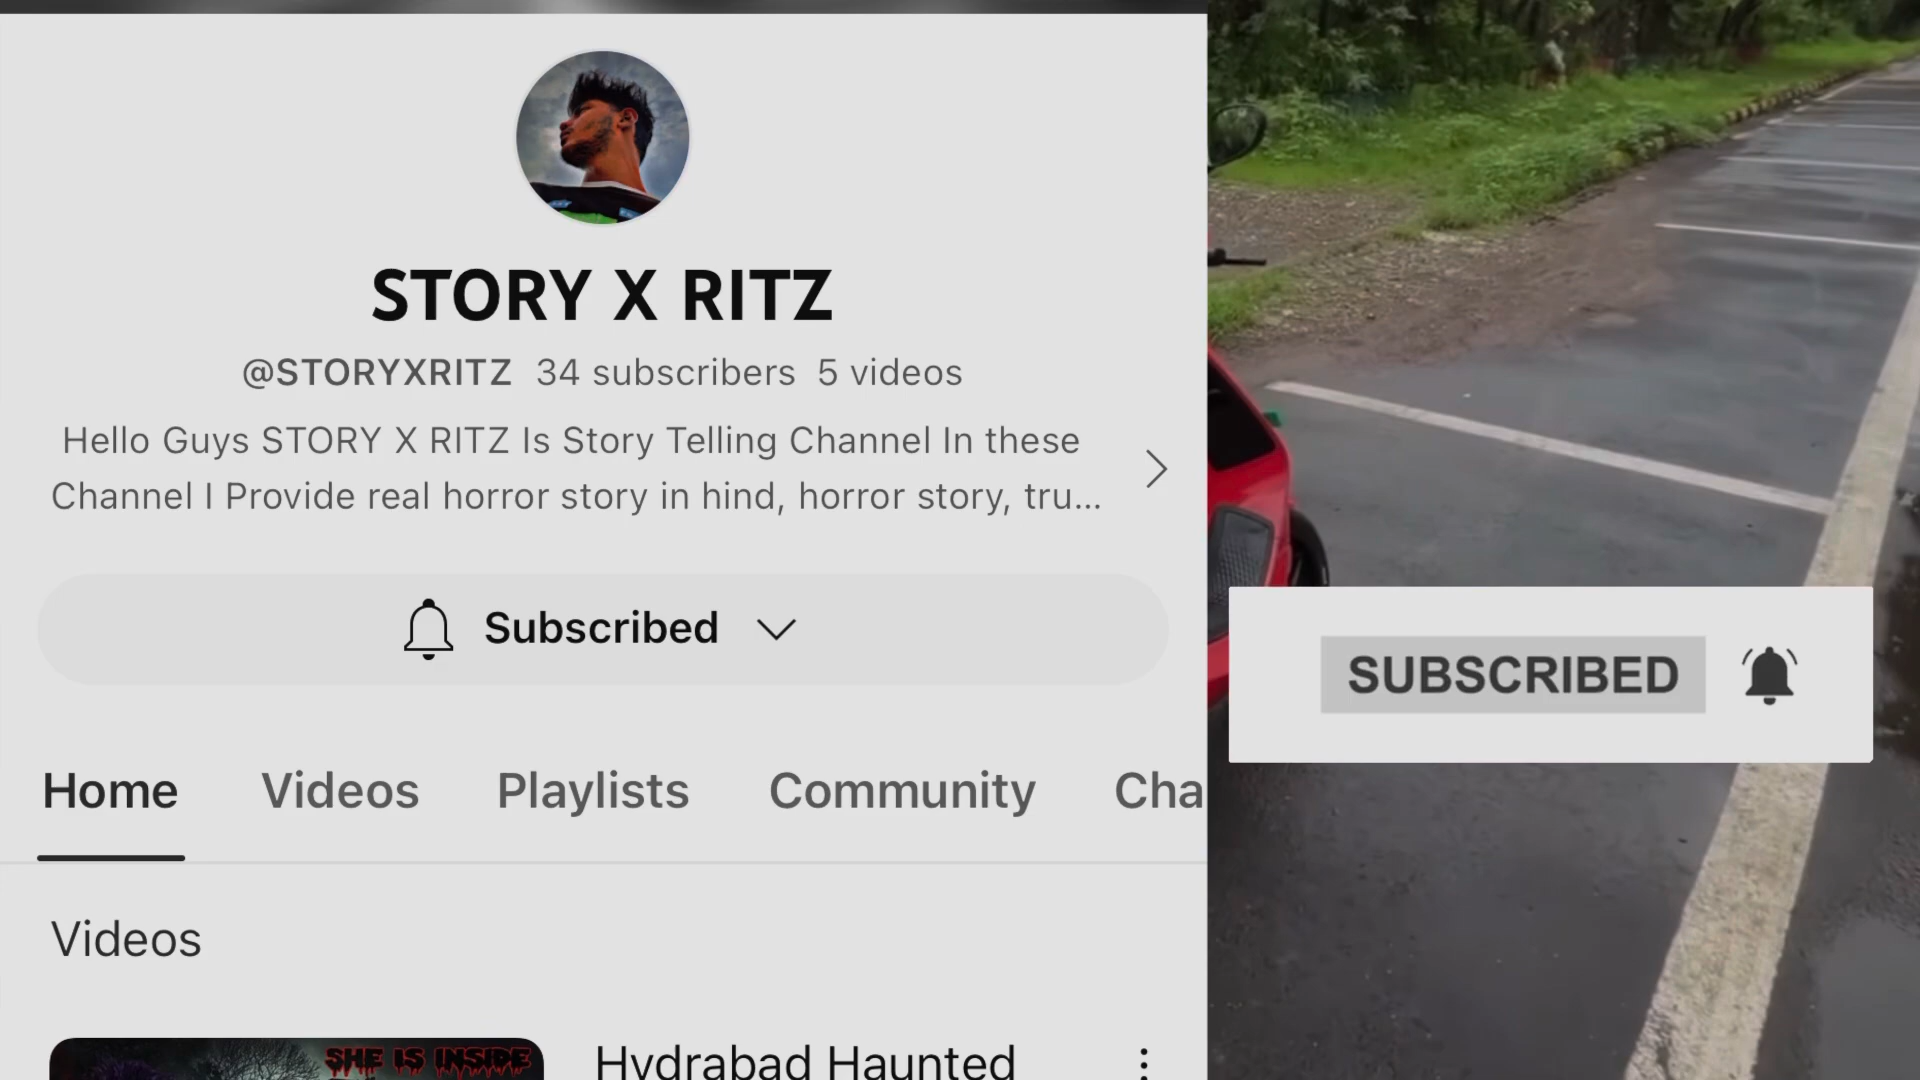 STORY X RITZ
@STORYXRITZ 34 subscribers 5 videos
Hello Guys STORY X RITZ Is Story Telling Channel In these
Channel I Provide real horror story in hind, horror story, tru...
Subscribed
SUBSCRIBED
Home Videos Playlists Community Cha
Videos
SHE IS INSIDE
Hydrabad Haunted